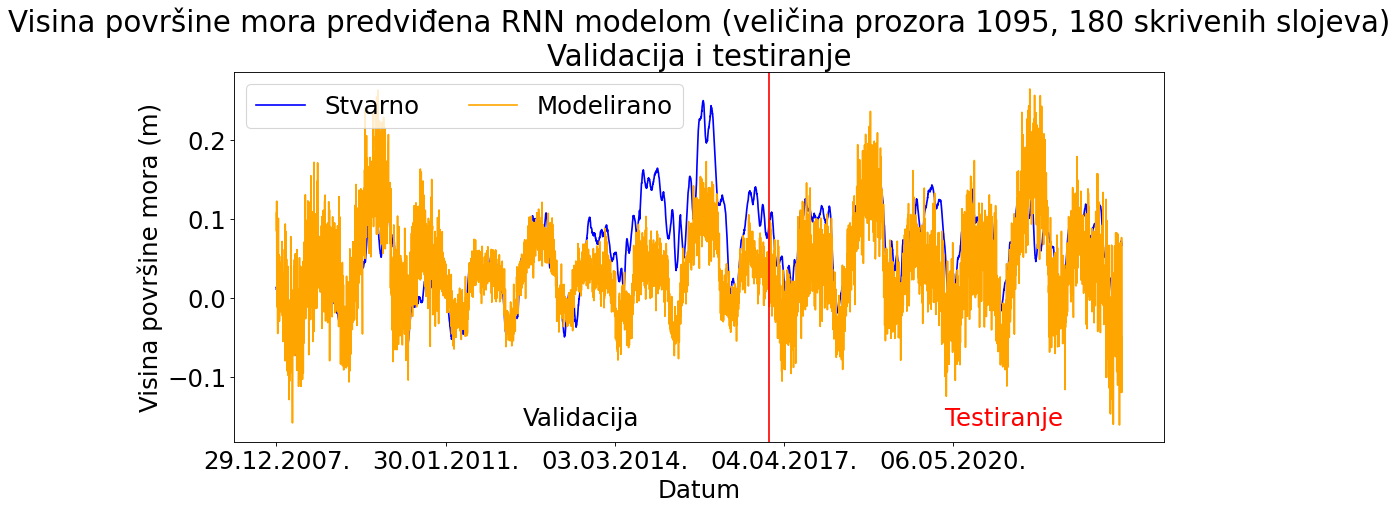 Visina površine mora predviđena RNN modelom (veličina prozora 1095, 180 skrivenih slojeva)
Validacija i testiranje
Stvarno
Modelirano
Visina površine mora (m)
0.2
0.1
0.0
−0.1
Validacija
Testiranje
29.12.2007.
30.01.2011.
03.03.2014.
04.04.2017.
06.05.2020.
Datum